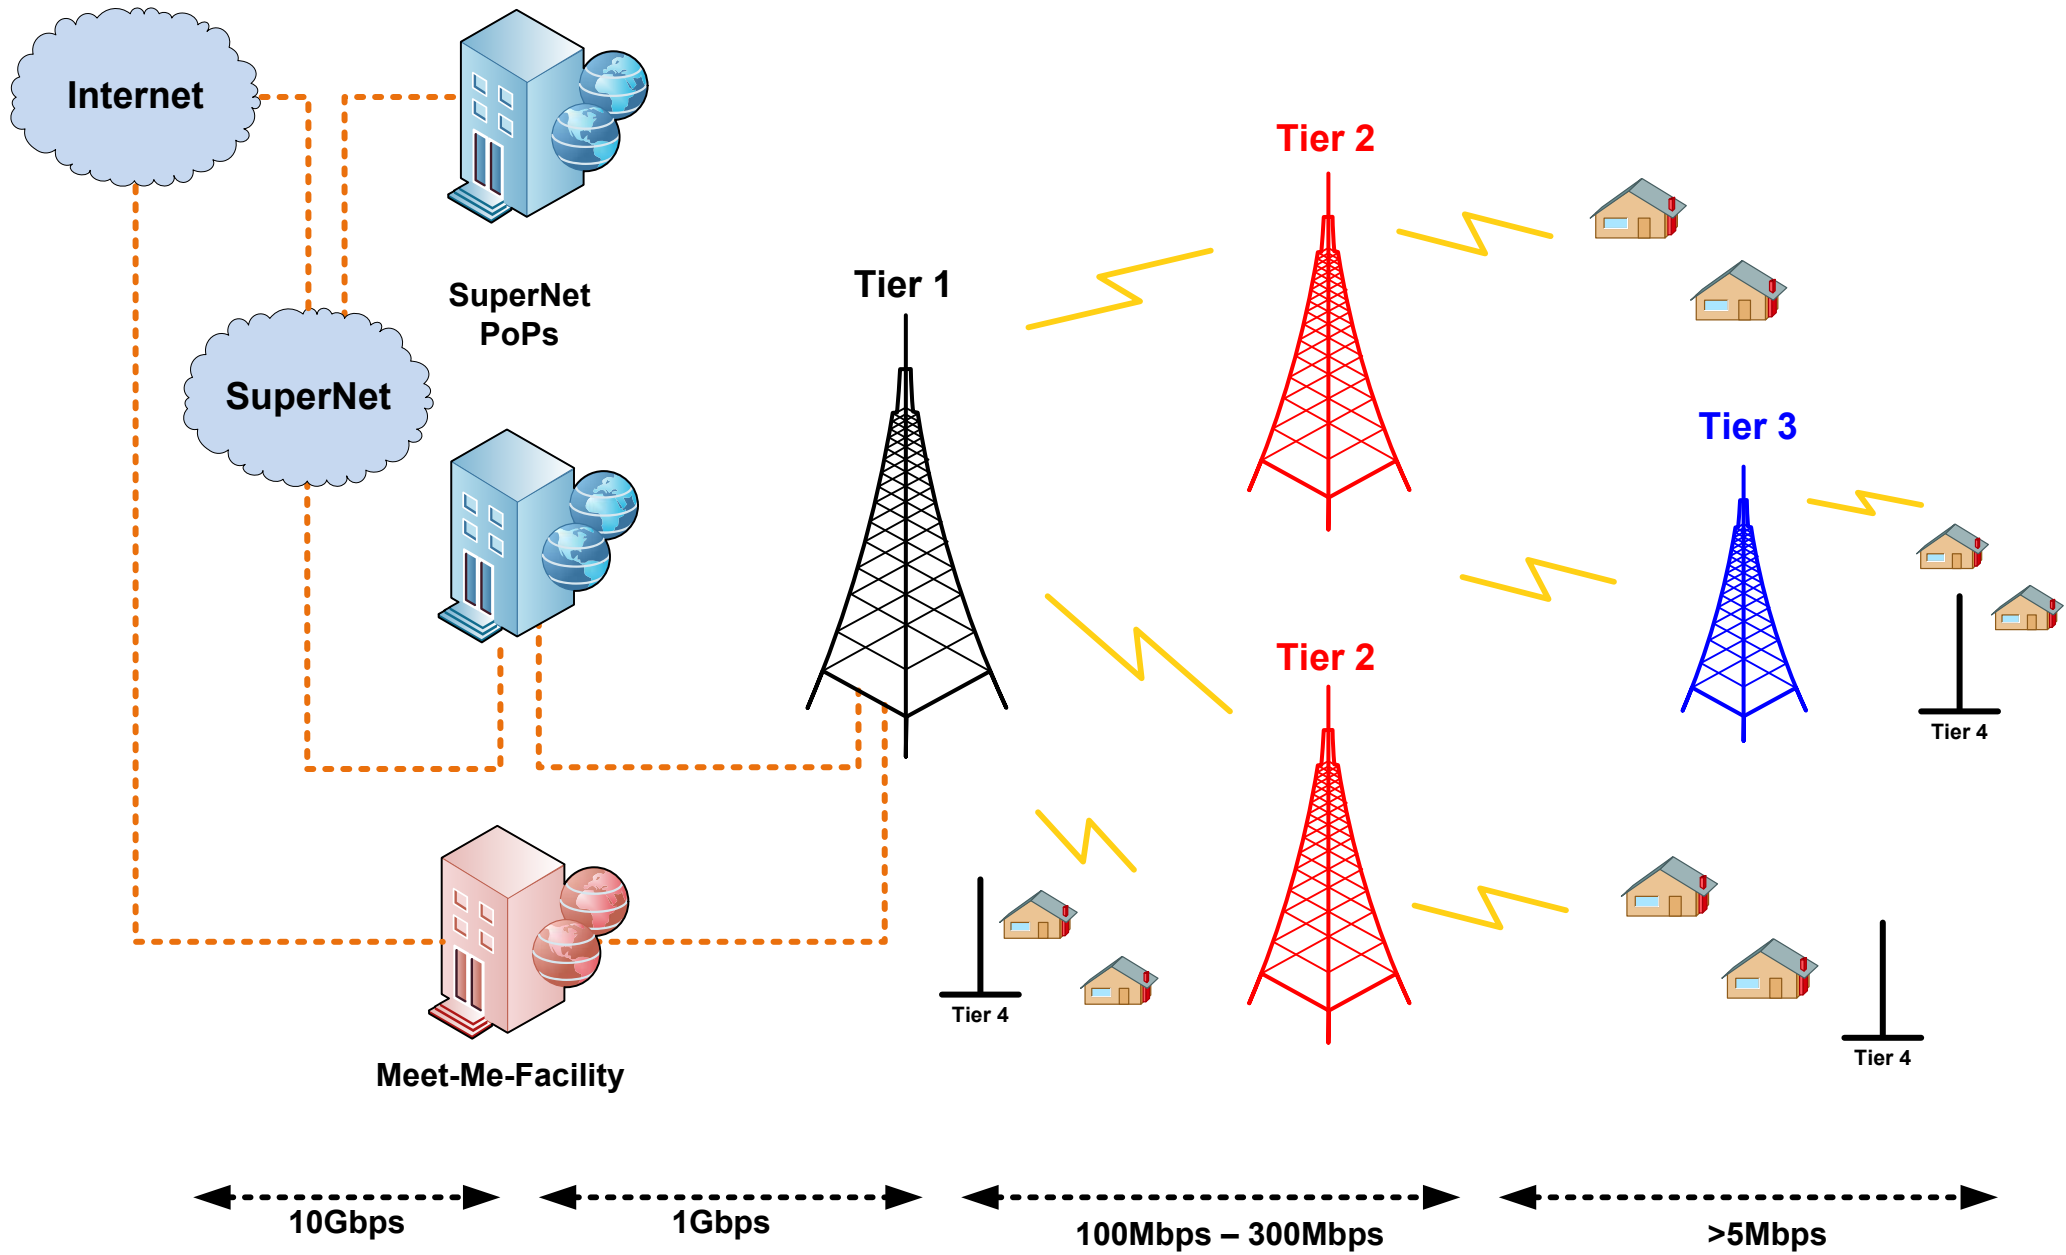 Internet
SuperNet
PoPs
SuperNet
Tier 1
Tier 2
Tier 3
Tier 2
Tier 4
Tier 4
Tier 4
Meet-Me-Facility
10Gbps
1Gbps
100Mbps – 300Mbps
>5Mbps